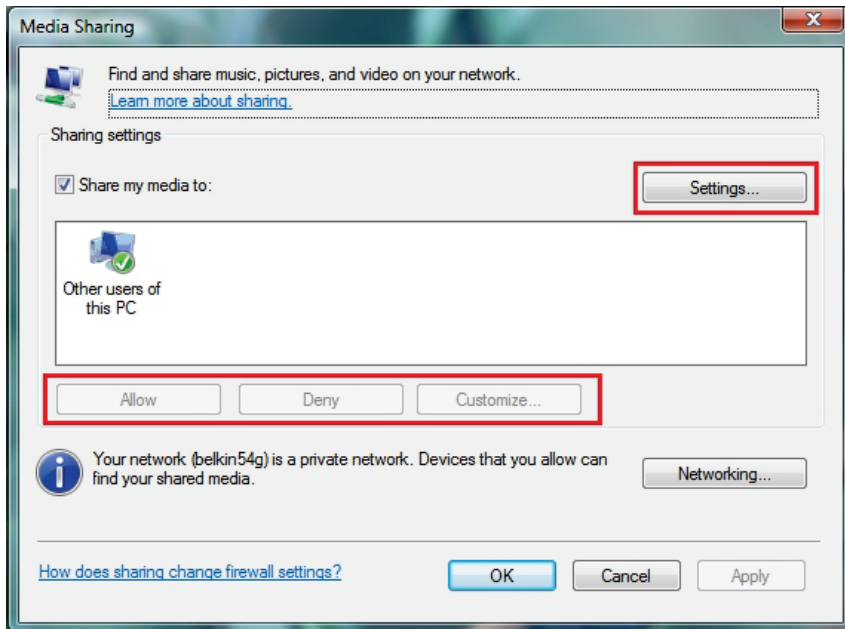 Media Sharing
Find and share music, pictures, and video on your network.
Learn more about sharing.
Sharing settings
Share my media to:
Settings...
Other users of
this PC
Allow
Deny
Customize...
Your network (belkin54g) is a private network. Devices that you allow can
find your shared media.
Networking...
How does sharing change firewall settings?
OK
Cancel
Apply